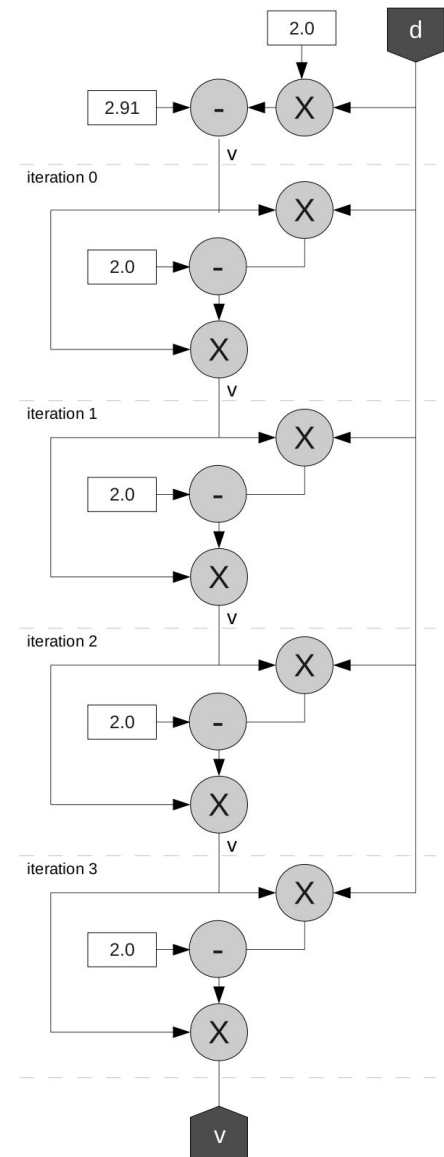 2.0
d
2.91
-
X
v
iteration 0
X
2.0
-
X
v
iteration 1
X
2.0
-
X
v
iteration 2
X
2.0
-
X
v
iteration 3
X
2.0
-
X
v